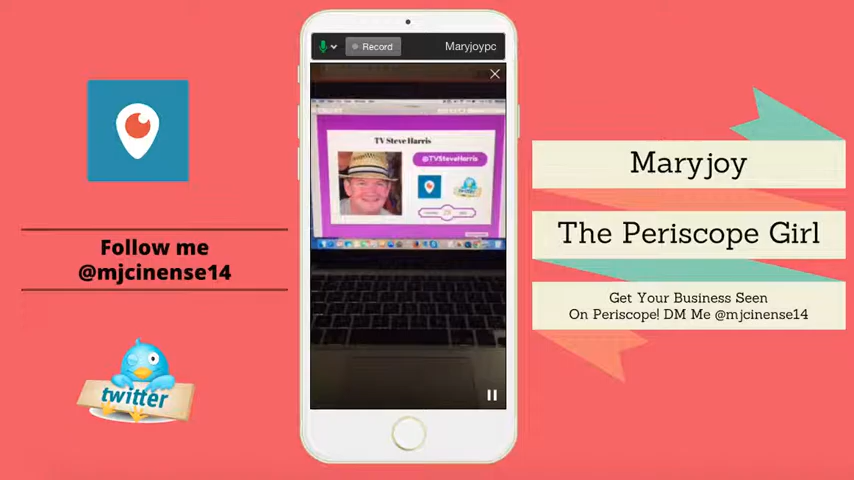 Follow me
@mjcinense14
twitter
Record
Maryjoypc
TV Steve Harris
@TVSteveHarris
Maryjoy
The Periscope Girl
Get Your Business Seen
On Periscope! DM Me @mjcinense14